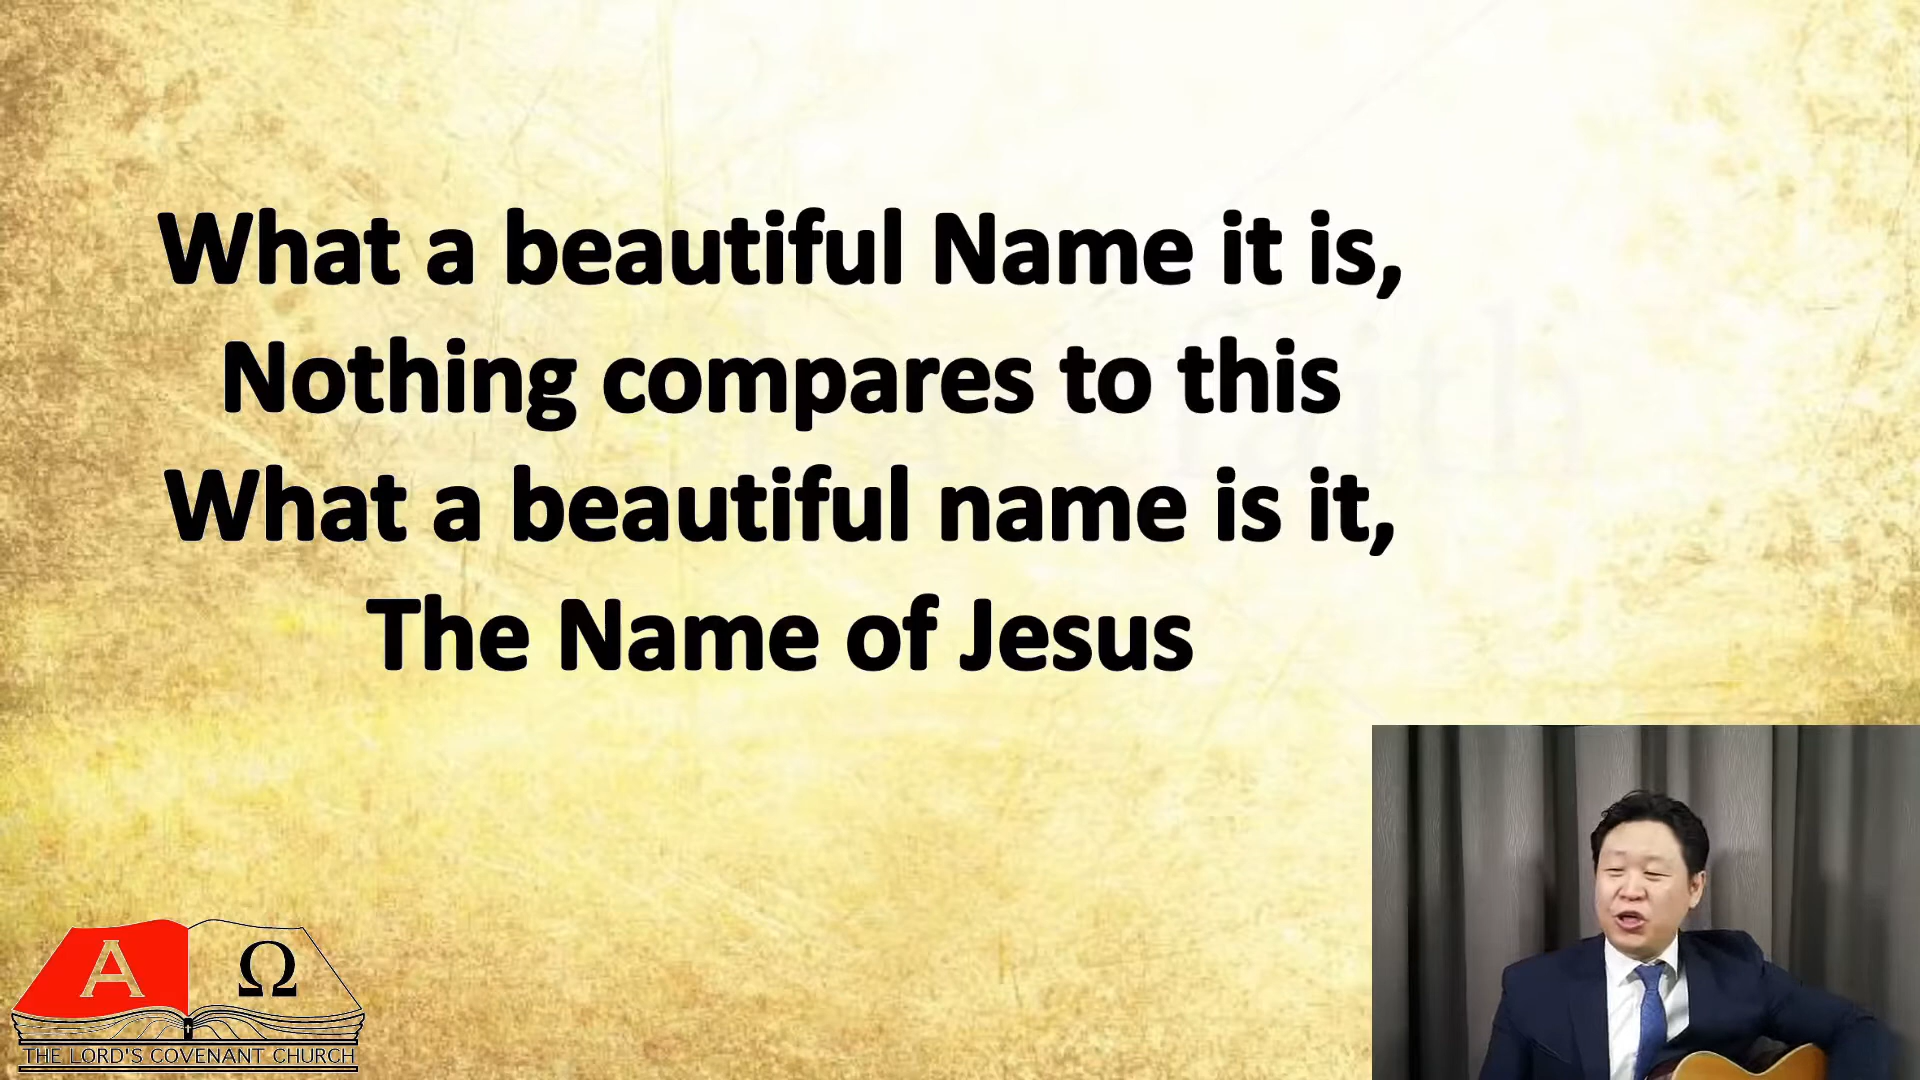 What a beautiful Name it is,
Nothing compares to this
What a beautiful name is it,
The Name of Jesus
A Ω
THE LORD'S COVENANT CHURCH